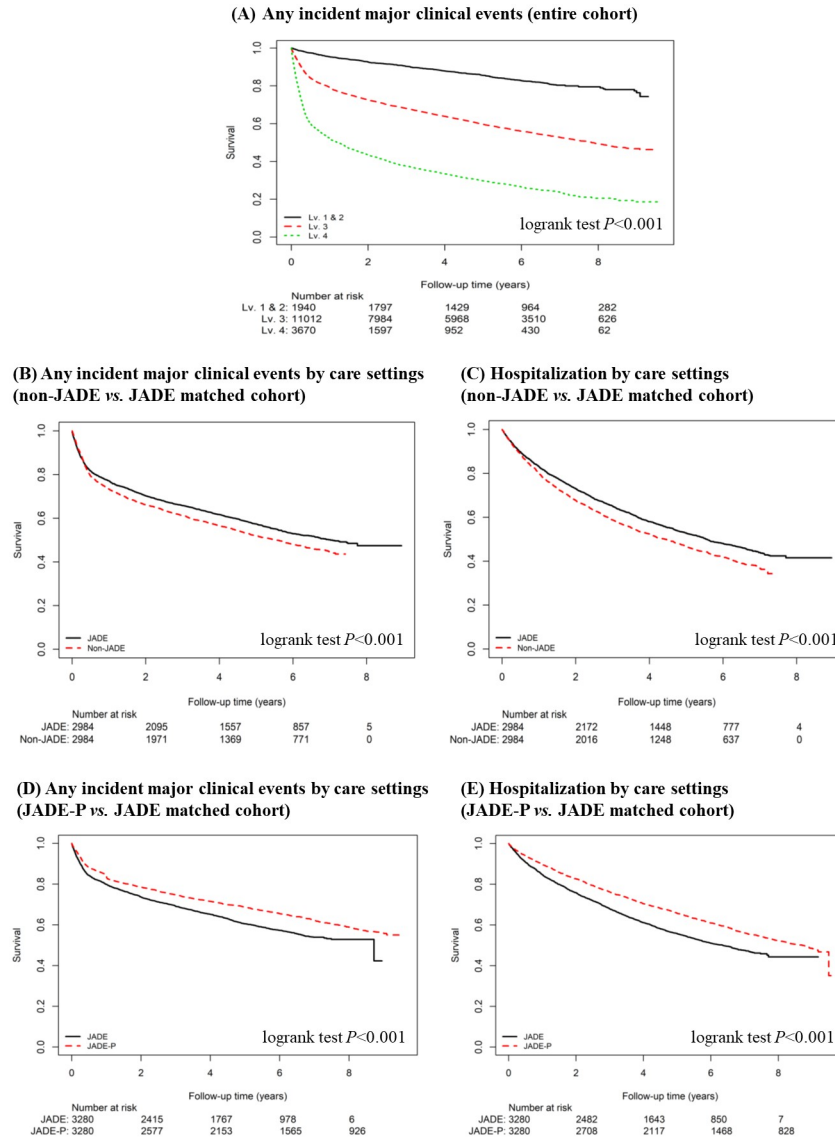 (A) Any incident major clinical events (entire cohort)
1.0
0.8
0.6
0.4
0.2
0.0
Survival
Lv. 1 & 2
Lv. 3
Lv. 4
logrank test P<0.001
0 2 4 6 8
Follow-up time (years)
Number at risk
Lv. 1 & 2: 1940 1797 1429 964 282
Lv. 3: 11012 7984 5968 3510 626
Lv. 4: 3670 1597 952 430 62
(B) Any incident major clinical events by care settings
(non-JADE vs. JADE matched cohort)
1.0
0.8
0.6
0.4
0.2
0.0
Survival
JADE
Non-JADE
logrank test P<0.001
0 2 4 6 8
Follow-up time (years)
Number at risk
JADE: 2984 2095 1557 857 5
Non-JADE: 2984 1971 1369 771 0
(C) Hospitalization by care settings
(non-JADE vs. JADE matched cohort)
1.0
0.8
0.6
0.4
0.2
0.0
Survival
JADE
Non-JADE
logrank test P<0.001
0 2 4 6 8
Follow-up time (years)
Number at risk
JADE: 2984 2172 1448 777 4
Non-JADE: 2984 2016 1248 637 0
(D) Any incident major clinical events by care settings
(JADE-P vs. JADE matched cohort)
1.0
0.8
0.6
0.4
0.2
0.0
Survival
JADE
JADE-P
logrank test P<0.001
0 2 4 6 8
Follow-up time (years)
Number at risk
JADE: 3280 2415 1767 978 6
JADE-P: 3280 2577 2153 1565 926
(E) Hospitalization by care settings
(JADE-P vs. JADE matched cohort)
1.0
0.8
0.6
0.4
0.2
0.0
Survival
JADE
JADE-P
logrank test P<0.001
0 2 4 6 8
Follow-up time (years)
Number at risk
JADE: 3280 2482 1643 850 7
JADE-P: 3280 2708 2117 1468 828